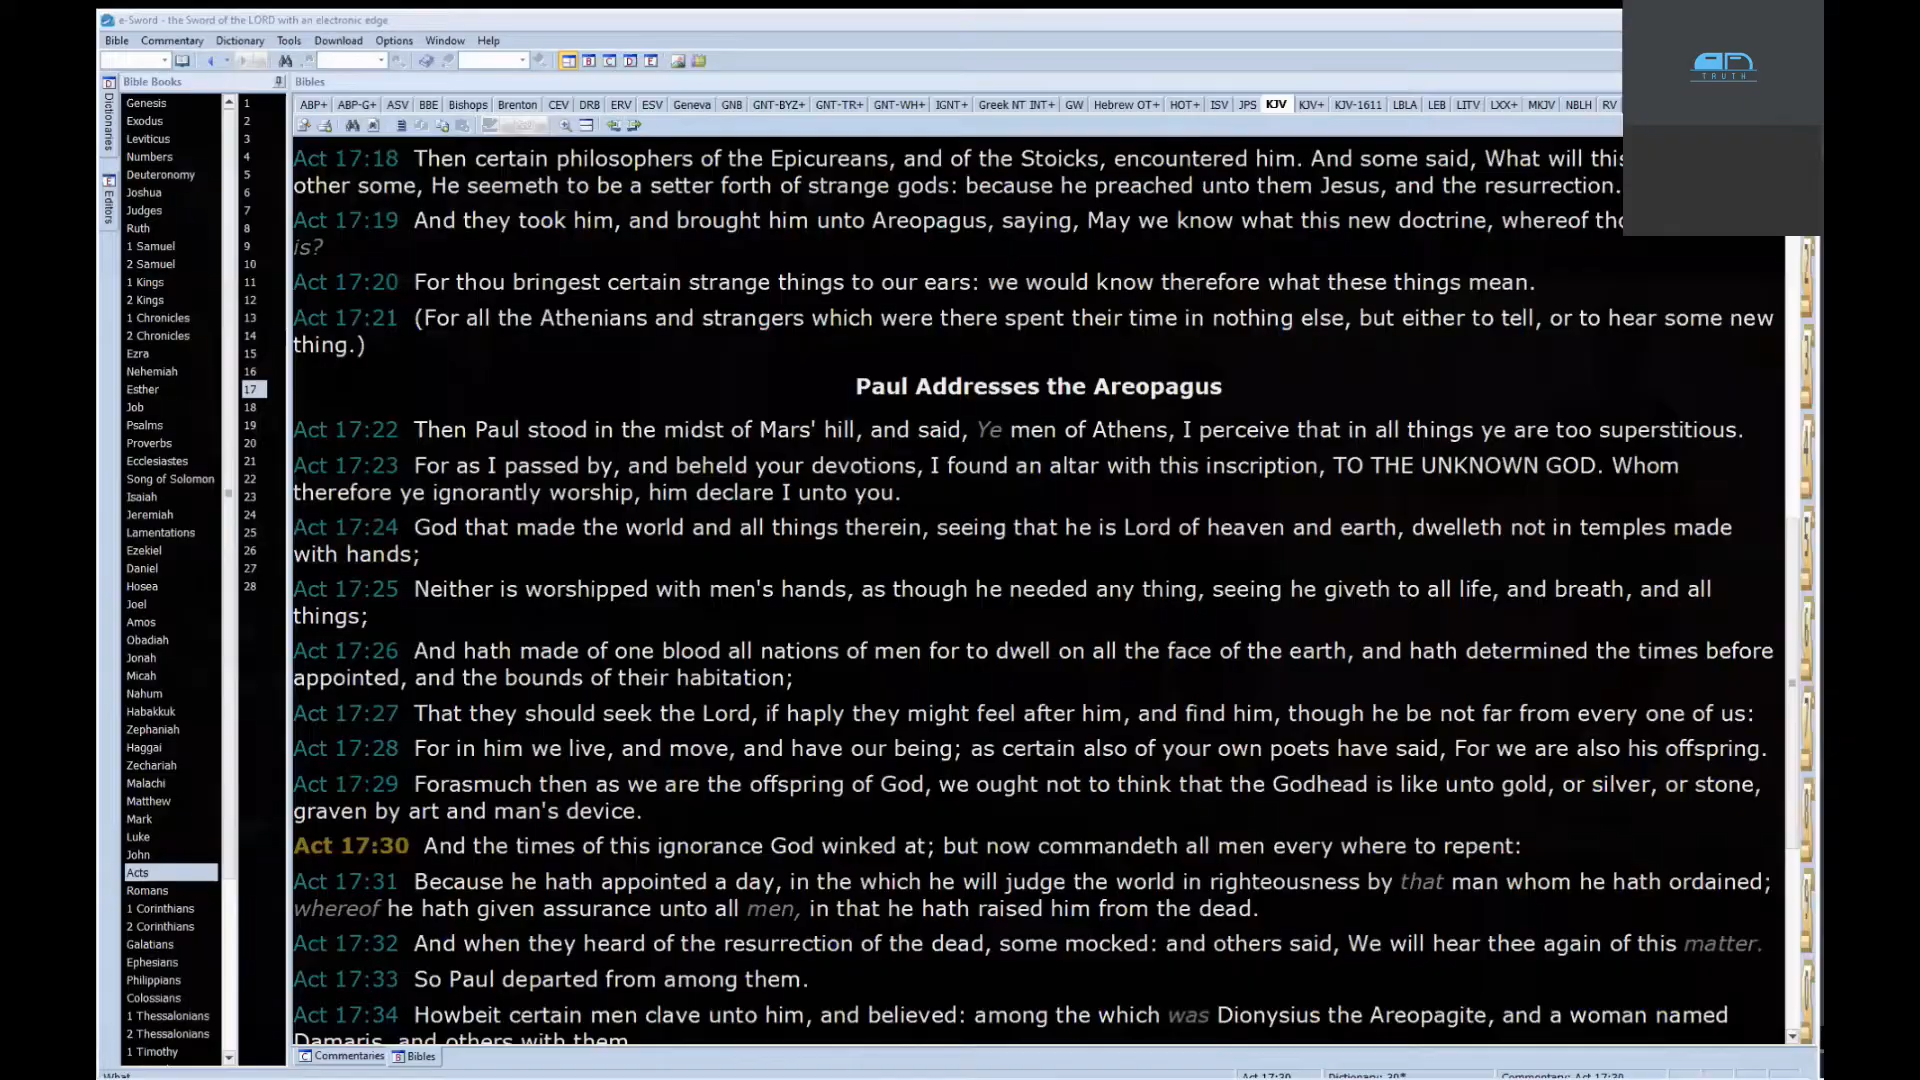 e-Sword - the Sword of the LORD with an electronic edge
Bible Commentary Dictionary Tools Download Options Window Help
Bible Books
Bibles
TRUTH
ABP+ ABP-G+ ASV BBE Bishops Brenton CEV DRB ERV ESV Geneva GNB GNT-BYZ+ GNT-TR+ GNT-WH+ IGNT+ Greek NT INT+ GW Hebrew OT+ HOT+ ISV JPS KJV KJV+ KJV-1611 LBLA LEB LITV LXX+ MKJV NBLH RV
Dictionaries
Editors
Genesis
Exodus
Leviticus
Numbers
Deuteronomy
Joshua
Judges
Ruth
1 Samuel
2 Samuel
1 Kings
2 Kings
1 Chronicles
2 Chronicles
Ezra
Nehemiah
Esther
Job
Psalms
Proverbs
Ecclesiastes
Song of Solomon
Isaiah
Jeremiah
Lamentations
Ezekiel
Daniel
Hosea
Joel
Amos
Obadiah
Jonah
Micah
Nahum
Habakkuk
Zephaniah
Haggai
Zechariah
Malachi
Matthew
Mark
Luke
John
Acts
Romans
1 Corinthians
2 Corinthians
Galatians
Ephesians
Philippians
Colossians
1 Thessalonians
2 Thessalonians
1 Timothy
1
2
3
4
5
6
7
8
9
10
11
12
13
14
15
16
17
18
19
20
21
22
23
24
25
26
27
28
Act 17:18 Then certain philosophers of the Epicureans, and of the Stoicks, encountered him. And some said, What will this
other some, He seemeth to be a setter forth of strange gods: because he preached unto them Jesus, and the resurrection.
Act 17:19 And they took him, and brought him unto Areopagus, saying, May we know what this new doctrine, whereof
is?
Act 17:20 For thou bringest certain strange things to our ears: we would know therefore what these things mean.
Act 17:21 (For all the Athenians and strangers which were there spent their time in nothing else, but either to tell, or to hear some new
thing.)
Paul Addresses the Areopagus
Act 17:22 Then Paul stood in the midst of Mars' hill, and said, Ye men of Athens, I perceive that in all things ye are too superstitious.
Act 17:23 For as I passed by, and beheld your devotions, I found an altar with this inscription, TO THE UNKNOWN GOD. Whom
therefore ye ignorantly worship, him declare I unto you.
Act 17:24 God that made the world and all things therein, seeing that he is Lord of heaven and earth, dwelleth not in temples made
with hands;
Act 17:25 Neither is worshipped with men's hands, as though he needed any thing, seeing he giveth to all life, and breath, and all
things;
Act 17:26 And hath made of one blood all nations of men for to dwell on all the face of the earth, and hath determined the times before
appointed, and the bounds of their habitation;
Act 17:27 That they should seek the Lord, if haply they might feel after him, and find him, though he be not far from every one of us:
Act 17:28 For in him we live, and move, and have our being; as certain also of your own poets have said, For we are also his offspring.
Act 17:29 Forasmuch then as we are the offspring of God, we ought not to think that the Godhead is like unto gold, or silver, or stone,
graven by art and man's device.
Act 17:30 And the times of this ignorance God winked at; but now commandeth all men every where to repent:
Act 17:31 Because he hath appointed a day, in the which he will judge the world in righteousness by that man whom he hath ordained;
whereof he hath given assurance unto all men, in that he hath raised him from the dead.
Act 17:32 And when they heard of the resurrection of the dead, some mocked: and others said, We will hear thee again of this matter.
Act 17:33 So Paul departed from among them.
Act 17:34 Howbeit certain men clave unto him, and believed: among the which was Dionysius the Areopagite, and a woman named
Damaris, and others with them.
Commentaries Bibles
What
Act 17:30 Dictionary: 30* Commentary: Act 17:30